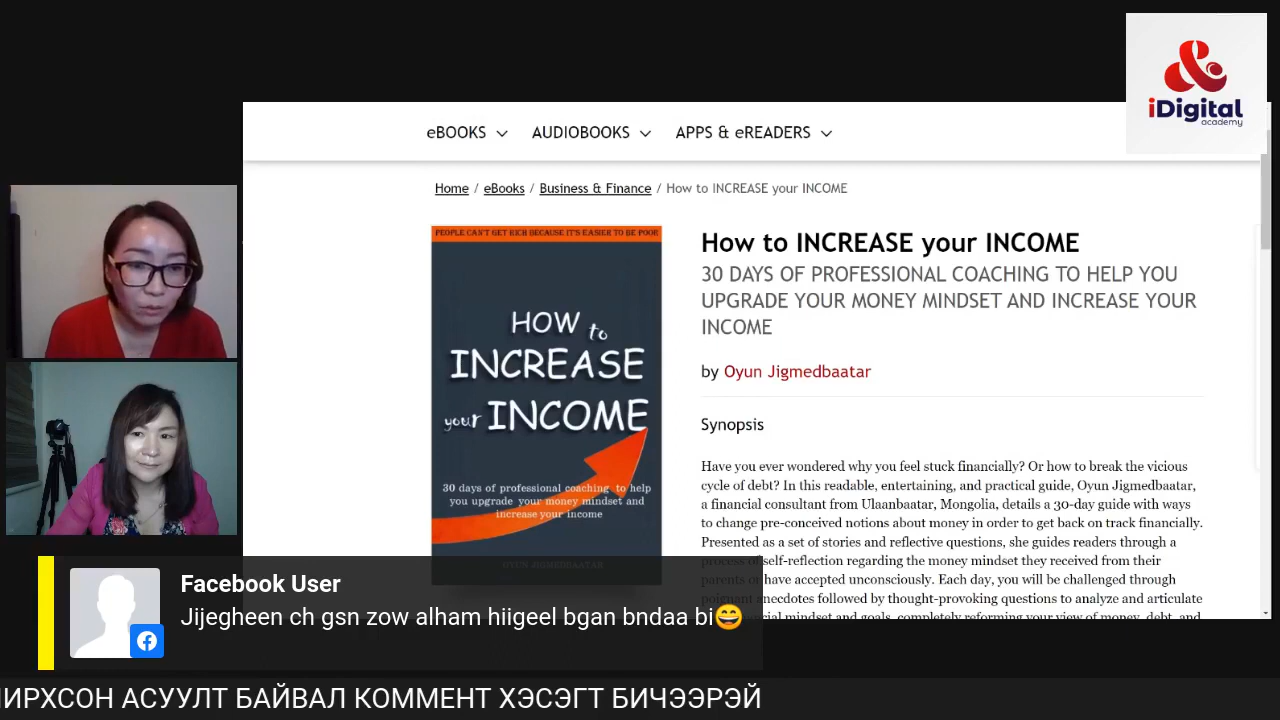 iDigital
academy
eBOOKS
AUDIOBOOKS
APPS & eREADERS
Home / eBooks / Business & Finance / How to INCREASE your INCOME
PEOPLE CAN'T GET RICH BECAUSE IT'S EASIER TO BE POOR
HOW to
INCREASE
your INCOME
30 days of professional coaching to help
you upgrade your money mindset and
increase your income
OYUN JIGMEDBAATAR
How to INCREASE your INCOME
30 DAYS OF PROFESSIONAL COACHING TO HELP YOU
UPGRADE YOUR MONEY MINDSET AND INCREASE YOUR
INCOME
by Oyun Jigmedbaatar
Synopsis
Have you ever wondered why you feel stuck financially? Or how to break the vicious
cycle of debt? In this readable, entertaining, and practical guide, Oyun Jigmedbaatar,
a financial consultant from Ulaanbaatar, Mongolia, details a 30-day guide with ways
to change pre-conceived notions about money in order to get back on track financially.
Presented as a set of stories and reflective questions, she guides readers through a
process of self-reflection regarding the money mindset they received from their
parents or have accepted unconsciously. Each day, you will be challenged through
poignant anecdotes followed by thought-provoking questions to analyze and articulate
mindset and goals, completely reforming your view of money, debt, and
Facebook User
Jijegheen ch gsn zow alham hiigeel bgan bndaa bi😄
ИРХСОН АСУУЛТ БАЙВАЛ КОММЕНТ ХЭСЭГТ БИЧЭЭРЭЙ